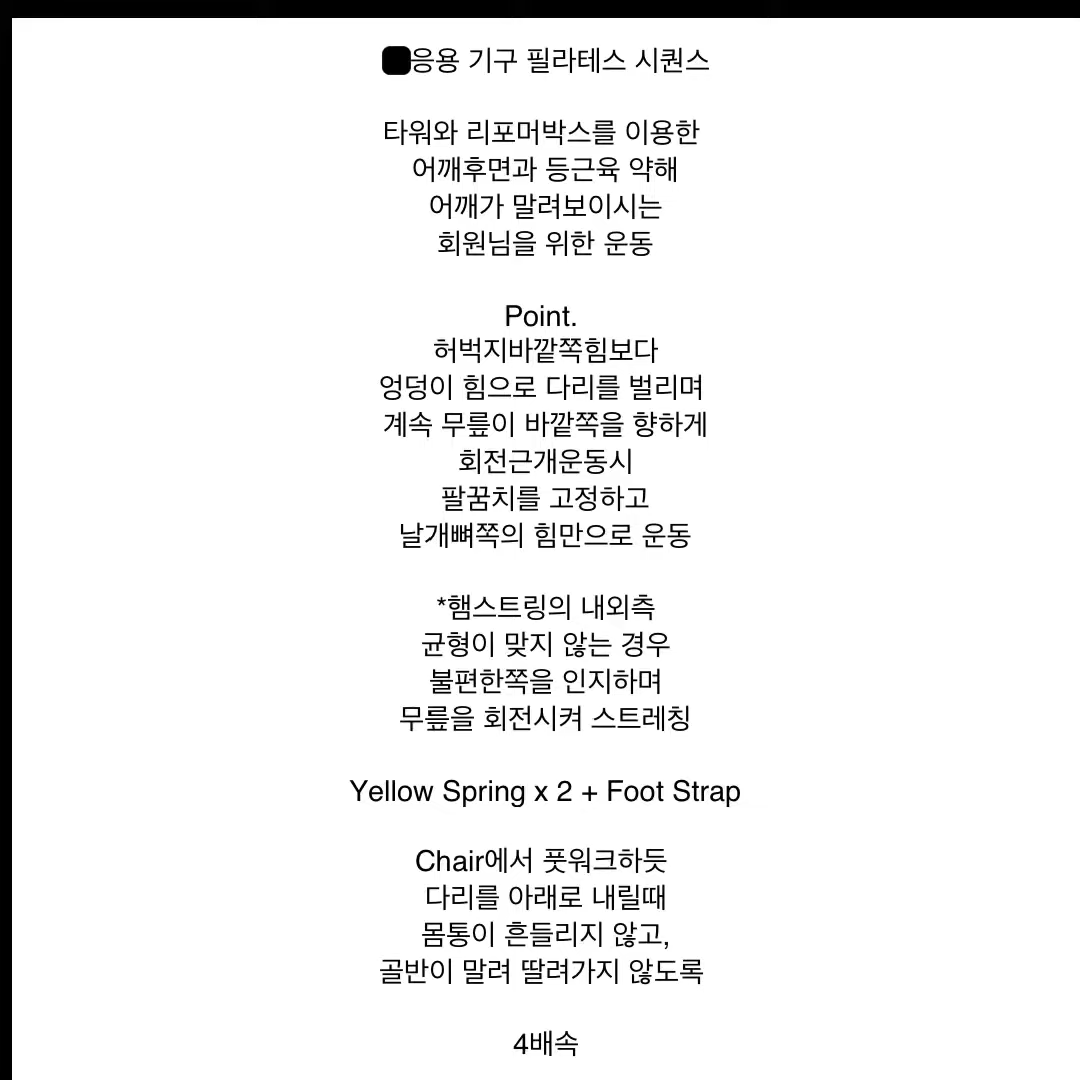 응용 기구 필라테스 시퀀스
타워와 리포머박스를 이용한
어깨후면과 등근육 약해
어깨가 말려보이시는
회원님을 위한 운동
Point.
허벅지바깥쪽힘보다
엉덩이 힘으로 다리를 벌리며
계속 무릎이 바깥쪽을 향하게
회전근개운동시
팔꿈치를 고정하고
날개뼈쪽의 힘만으로 운동
*햄스트링의 내외측
균형이 맞지 않는 경우
불편한쪽을 인지하며
무릎을 회전시켜 스트레칭
Yellow Spring x 2 + Foot Strap
Chair에서 풋워크하듯
다리를 아래로 내릴때
몸통이 흔들리지 않고,
골반이 말려 딸려가지 않도록
4배속